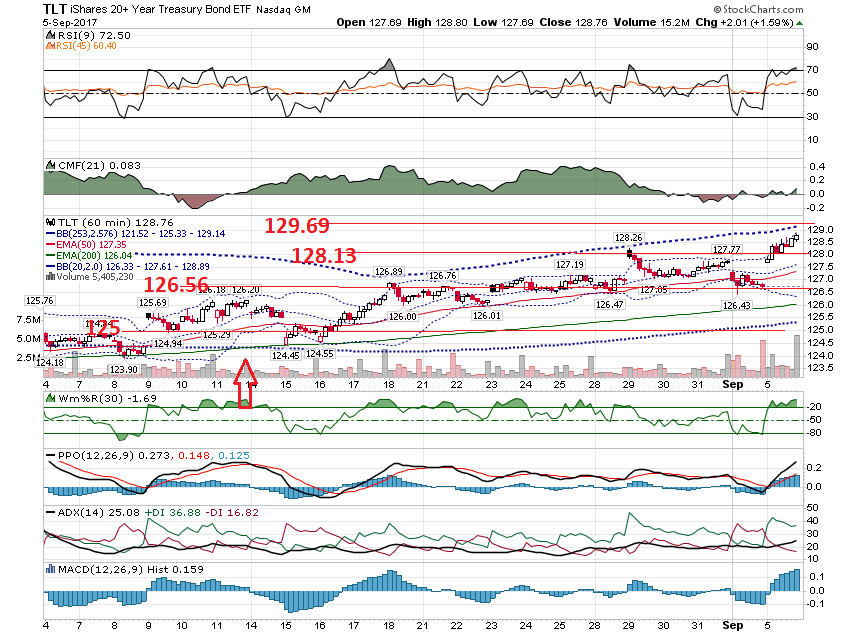 TLT iShares 20+ Year Treasury Bond ETF Nasdaq GM
© StockCharts.com
5-Sep-2017
Open 127.69 High 128.80 Low 127.69 Close 128.76 Volume 15.2M Chg +2.01 (+1.59%)
RSI(9) 72.50
RSI(45) 60.40
90
70
50
30
10
CMF(21) 0.083
0.4
0.2
0.0
-0.2
TLT (60 min) 128.76
BB(253,2.576) 121.52 - 125.33 - 129.14
EMA(50) 127.35
EMA(200) 126.04
BB(20,2.0) 126.33 - 127.61 - 128.89
Volume 5,405,230
129.69
128.13
126.56
125
125.76
124.18
123.90
125.69
124.94
126.18
125.29
126.20
124.45
124.55
126.89
126.00
126.76
126.01
127.19
126.47
128.26
127.05
127.77
126.43
129.0
128.5
128.0
127.5
127.0
126.5
126.0
125.5
125.0
124.5
124.0
123.5
7.5M
5.0M
2.5M
4 7 8 9 10 11 14 15 16 17 18 21 22 23 24 25 28 29 30 31 Sep 5
Wm%R(30) -1.69
-20
-50
-80
PPO(12,26,9) 0.273, 0.148, 0.125
0.2
0.0
ADX(14) 25.08 +DI 36.88 -DI 16.82
50
40
30
20
10
MACD(12,26,9) Hist 0.159
0.1
0.0
-0.1
4 7 8 9 10 11 14 15 16 17 18 21 22 23 24 25 28 29 30 31 Sep 5